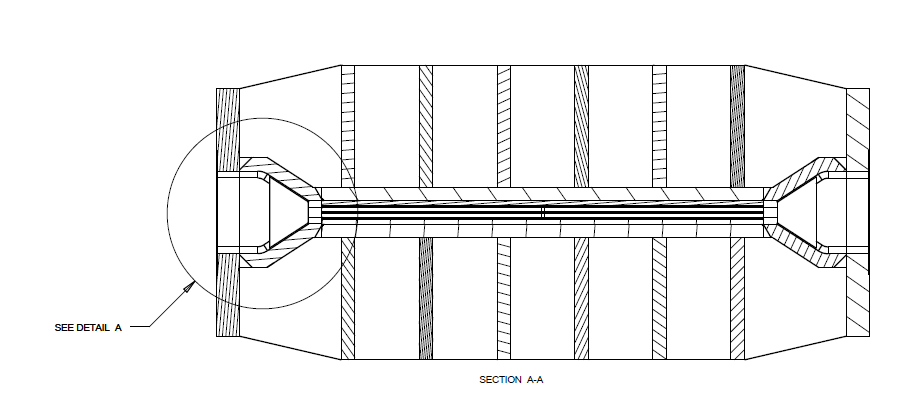 SEE DETAIL A
SECTION A-A